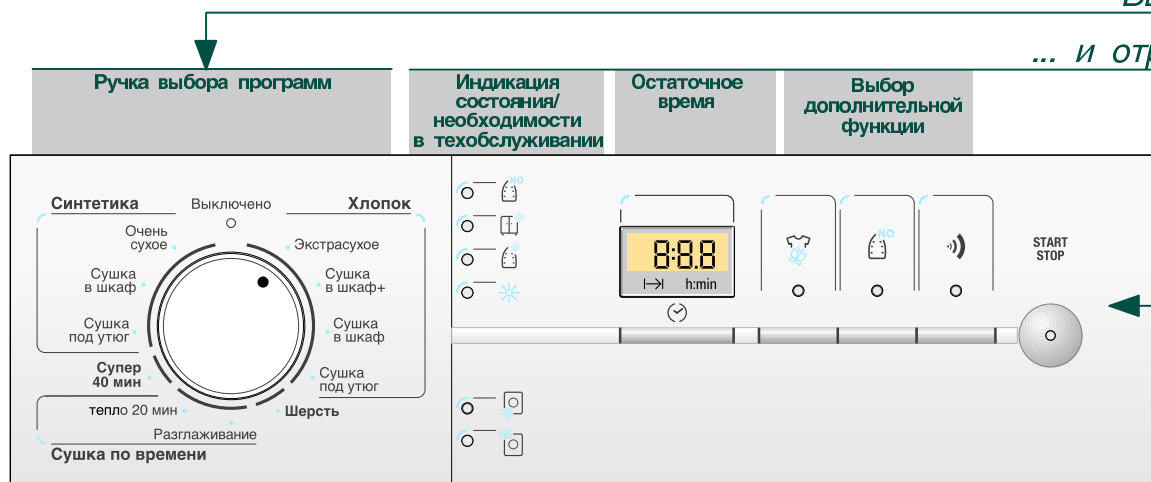 ... и
Ручка выбора программ
Индикация
состояния/
необходимости
в техобслуживании
Остаточное
время
Выбор
дополнительной
функции
Синтетика
Выключено
Хлопок
Очень
сухое
Экстрасухое
Сушка
в шкаф
Сушка
в шкаф+
Сушка
под утюг
Сушка
в шкаф
Супер
40 мин
Сушка
под утюг
тепло 20 мин
Шерсть
Разглаживание
Сушка по времени
NO
8:8.8
h:min
NO
START
STOP